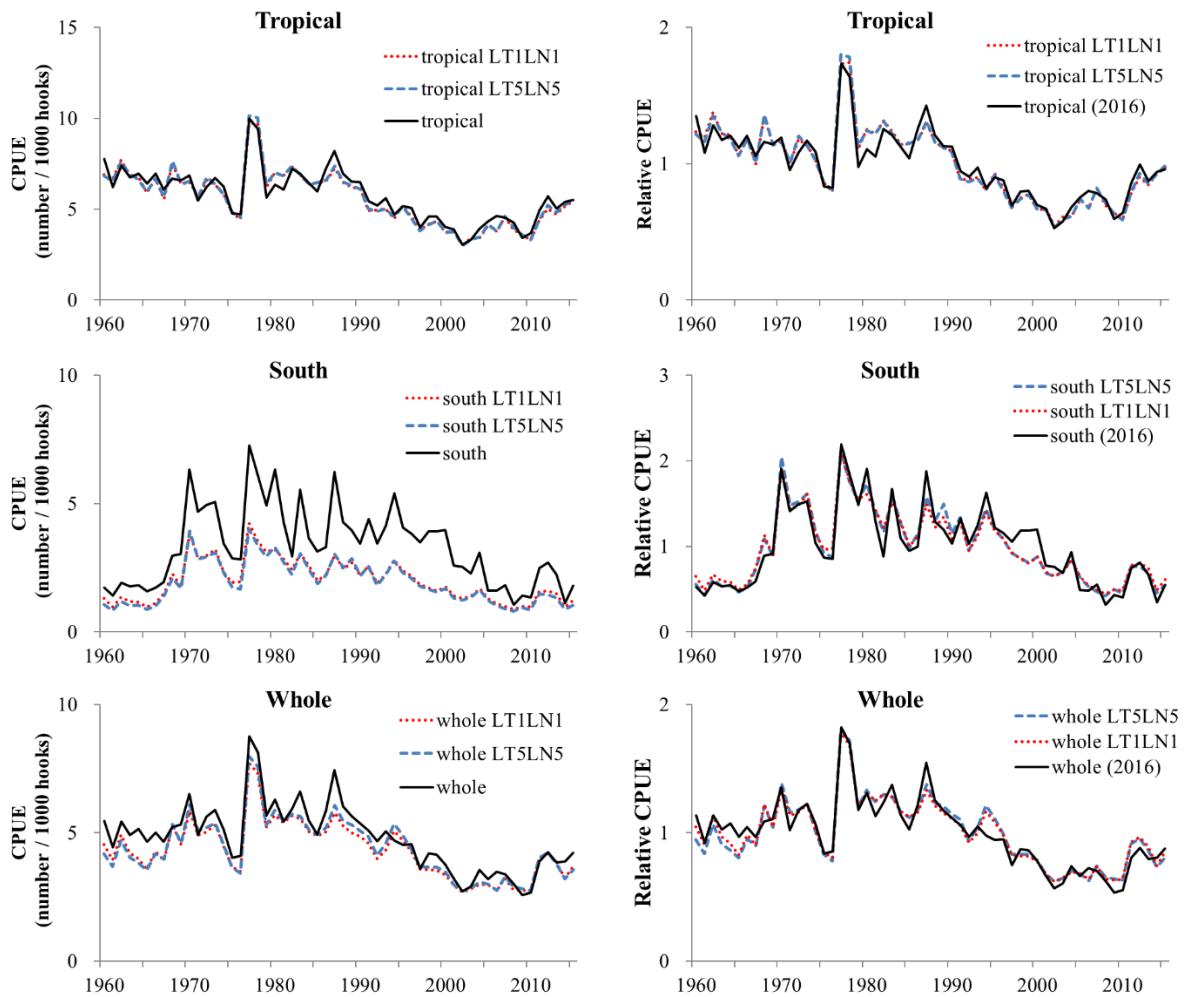 Tropical
CPUE
(number / 1000 hooks)
15
10
5
0
tropical LT1LN1
tropical LT5LN5
tropical
1960 1970 1980 1990 2000 2010
Tropical
Relative CPUE
2
1
0
tropical LT1LN1
tropical LT5LN5
tropical (2016)
1960 1970 1980 1990 2000 2010
South
CPUE
(number / 1000 hooks)
10
5
0
south LT1LN1
south LT5LN5
south
1960 1970 1980 1990 2000 2010
South
Relative CPUE
3
2
1
0
south LT5LN5
south LT1LN1
south (2016)
1960 1970 1980 1990 2000 2010
Whole
CPUE
(number / 1000 hooks)
10
5
0
whole LT1LN1
whole LT5LN5
whole
1960 1970 1980 1990 2000 2010
Whole
Relative CPUE
2
1
0
whole LT5LN5
whole LT1LN1
whole (2016)
1960 1970 1980 1990 2000 2010